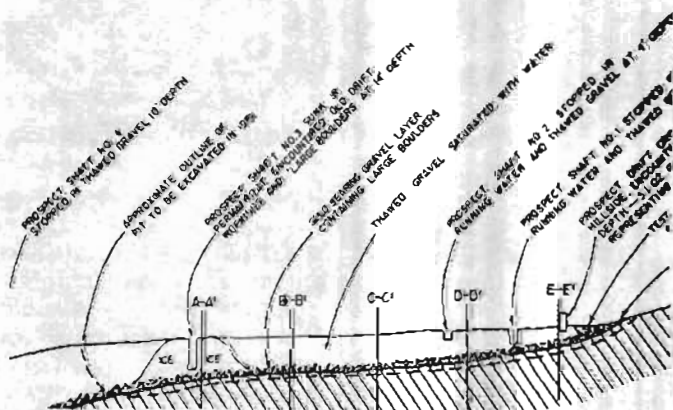 PROSPECT SHAFT NO. 4
STOPPED IN THAWED GRAVEL 10' DEPTH
APPROXIMATE OUTLINE OF
PIT TO BE EXCAVATED IN
PROSPECT SHAFT NO. 3 SUNK IN
PERMAFROST, ENCOUNTERED OLD DRIFT
AND LARGE BOULDERS AT 14' DEPTH
GOLD BEARING GRAVEL LAYER
CONTAINING LARGE BOULDERS
THAWED GRAVEL SATURATED WITH WATER
PROSPECT SHAFT NO. 2 STOPPED IN
RUNNING WATER AND THAWED GRAVEL AT 4' DEPTH
PROSPECT SHAFT NO. 1 STOPPED
RUNNING WATER AND THAWED
PROSPECT DRIFT
HILLSIDE
DEPTH
REPRESENTING
TEST
A-A'
B-B'
C-C'
D-D'
E-E'
ICE
ICE